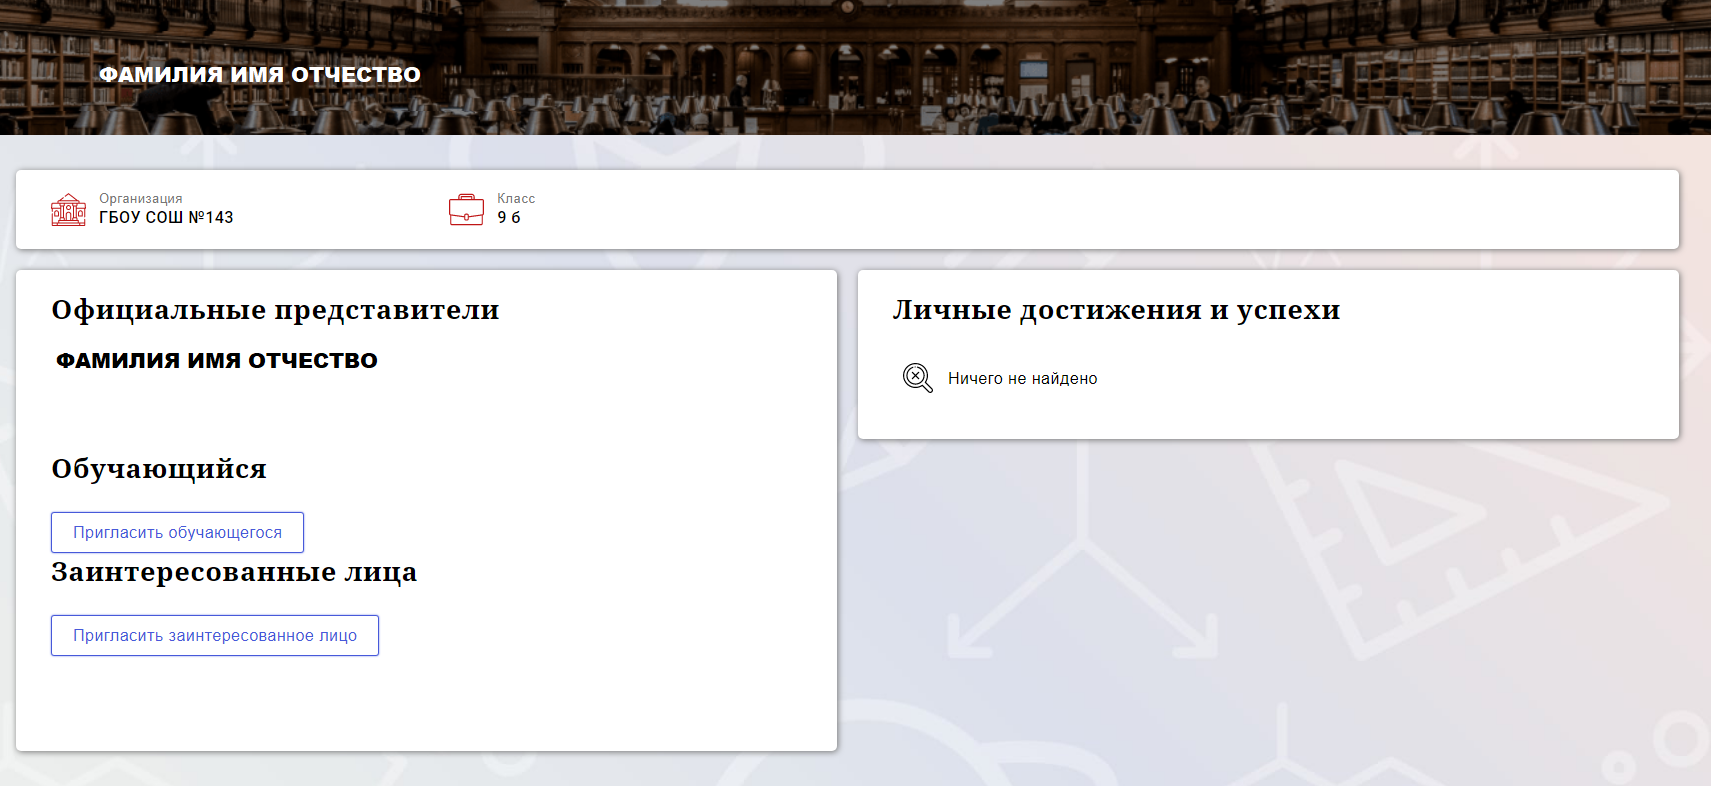 ФАМИЛИЯ ИМЯ ОТЧЕСТВО
Организация
ГБОУ СОШ №143
Класс
9 б
Официальные представители
ФАМИЛИЯ ИМЯ ОТЧЕСТВО
Обучающийся
Пригласить обучающегося
Заинтересованные лица
Пригласить заинтересованное лицо
Личные достижения и успехи
Ничего не найдено